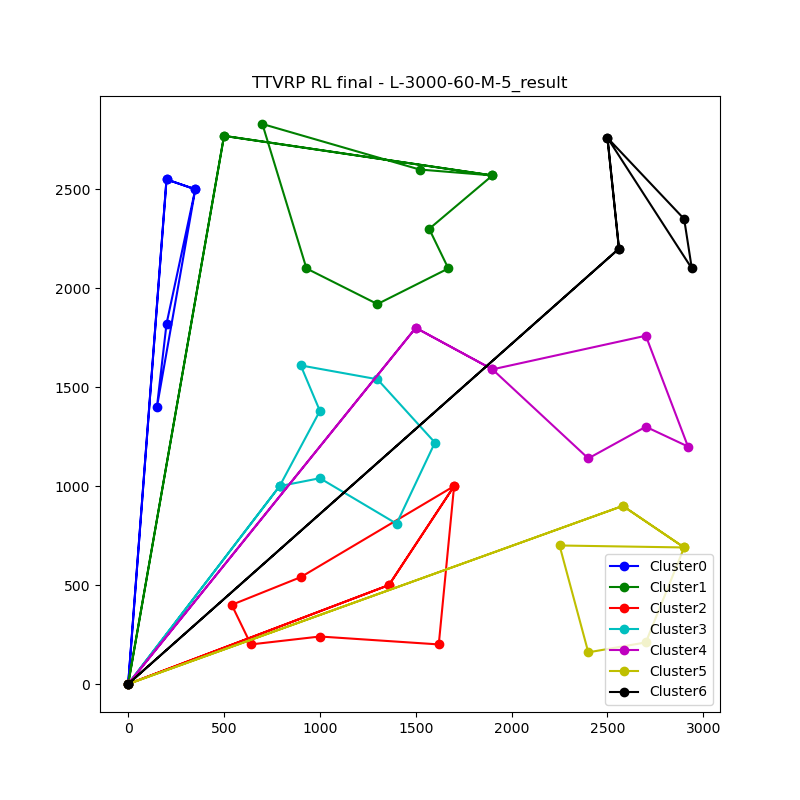 TTVRP RL final - L-3000-60-M-5_result
2500
2000
1500
1000
500
0
Cluster0
Cluster1
Cluster2
Cluster3
Cluster4
Cluster5
Cluster6
0 500 1000 1500 2000 2500 3000